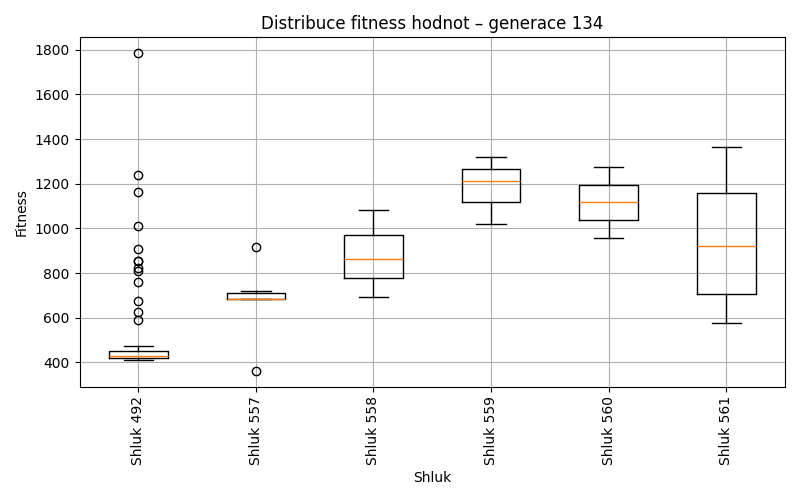 Distribuce fitness hodnot – generace 134
Fitness
1800
1600
1400
1200
1000
800
600
400
Shluk 492
Shluk 557
Shluk 558
Shluk 559
Shluk 560
Shluk 561
Shluk